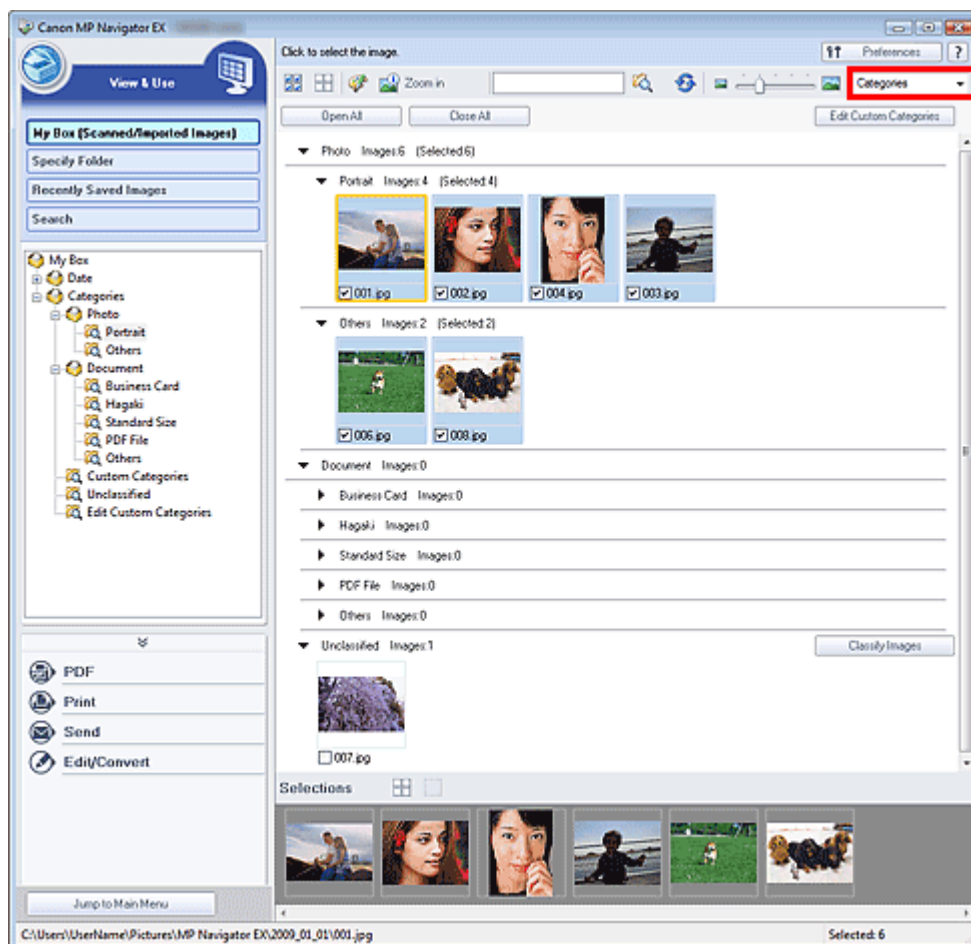 Canon MP Navigator EX
View & Use
Click to select the image.
Preferences
?
Zoom in
Categories
Open All
Close All
Edit Custom Categories
My Box (Scanned/Imported Images)
Specify Folder
Recently Saved Images
Search
My Box
Date
Categories
Photo
Portrait
Others
Document
Business Card
Hagaki
Standard Size
PDF File
Others
Custom Categories
Unclassified
Edit Custom Categories
PDF
Print
Send
Edit/Convert
Jump to Main Menu
Photo Images:6 (Selected:6)
Portrait Images:4 (Selected:4)
001.jpg 002.jpg 004.jpg 003.jpg
Others Images:2 (Selected:2)
006.jpg 008.jpg
Document Images:0
Business Card Images:0
Hagaki Images:0
Standard Size Images:0
PDF File Images:0
Others Images:0
Unclassified Images:1
Classify Images
007.jpg
Selections
C:\Users\UserName\Pictures\MP Navigator EX\2009_01_01\001.jpg
Selected: 6